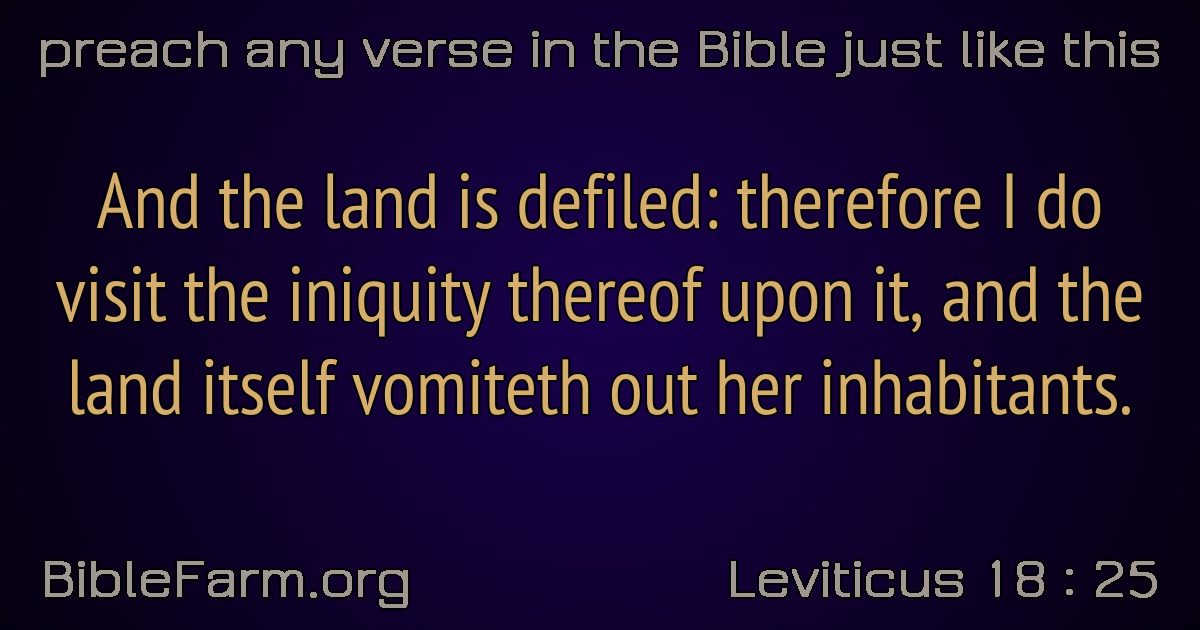 preach any verse in the Bible just like this
And the land is defiled: therefore I do
visit the iniquity thereof upon it, and the
land itself vomiteth out her inhabitants.
BibleFarm.org
Leviticus 18 : 25